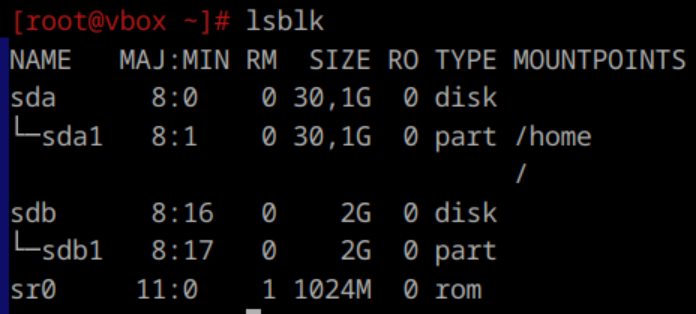 [root@vbox ~]# lsblk
NAME   MAJ:MIN RM  SIZE RO TYPE MOUNTPOINTS
sda      8:0    0 30,1G  0 disk
└─sda1   8:1    0 30,1G  0 part /home
                                /
sdb      8:16   0    2G  0 disk
└─sdb1   8:17   0    2G  0 part
sr0     11:0    1 1024M  0 rom